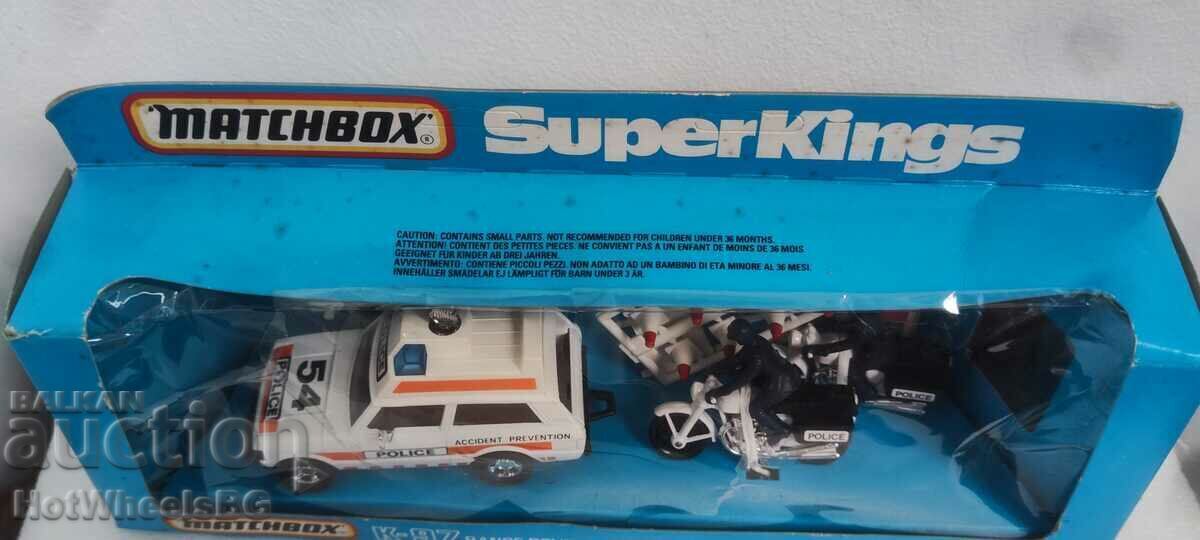 MATCHBOX®
SuperKings
CAUTION: CONTAINS SMALL PARTS. NOT RECOMMENDED FOR CHILDREN UNDER 36 MONTHS.
ATTENTION! CONTIENT DES PETITES PIECES. NE CONVIENT PAS A UN ENFANT DE MOINS DE 36 MOIS.
GEEIGNET FÜR KINDER AB DREI JAHREN.
AVVERTIMENTO: CONTIENE PICCOLI PEZZI. NON ADATTO AD UN BAMBINO DI ETA MINORE AL 36 MESI.
INNEHÅLLER SMÅDELAR EJ LÄMPLIGT FÖR BARN UNDER 3 ÅR.
POLICE
54
ACCIDENT PREVENTION
POLICE
POLICE
POLICE
BALKAN
auction
HotWheelsBG
MATCHBOX
K-97